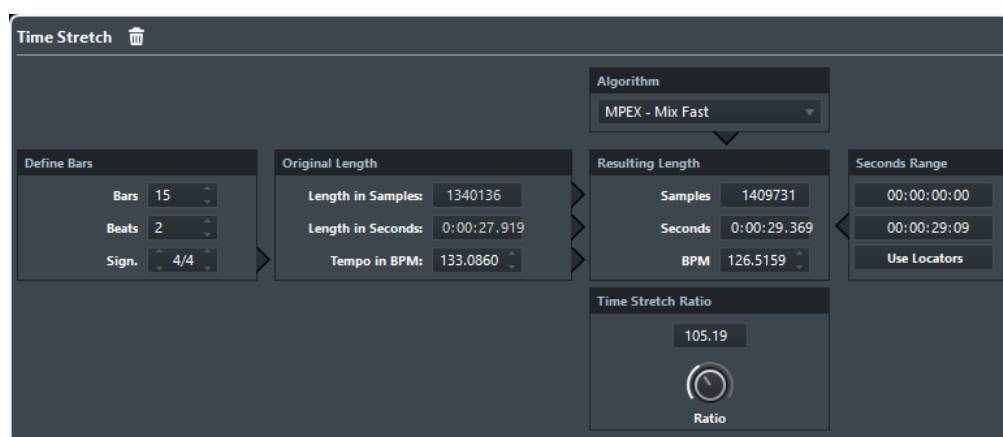 Time Stretch
Algorithm
MPEX - Mix Fast
Define Bars
Bars 15
Beats 2
Sign. 4/4
Original Length
Length in Samples: 1340136
Length in Seconds: 0:00:27.919
Tempo in BPM: 133.0860
Resulting Length
Samples 1409731
Seconds 0:00:29.369
BPM 126.5159
Seconds Range
00:00:00:00
00:00:29:09
Use Locators
Time Stretch Ratio
105.19
Ratio